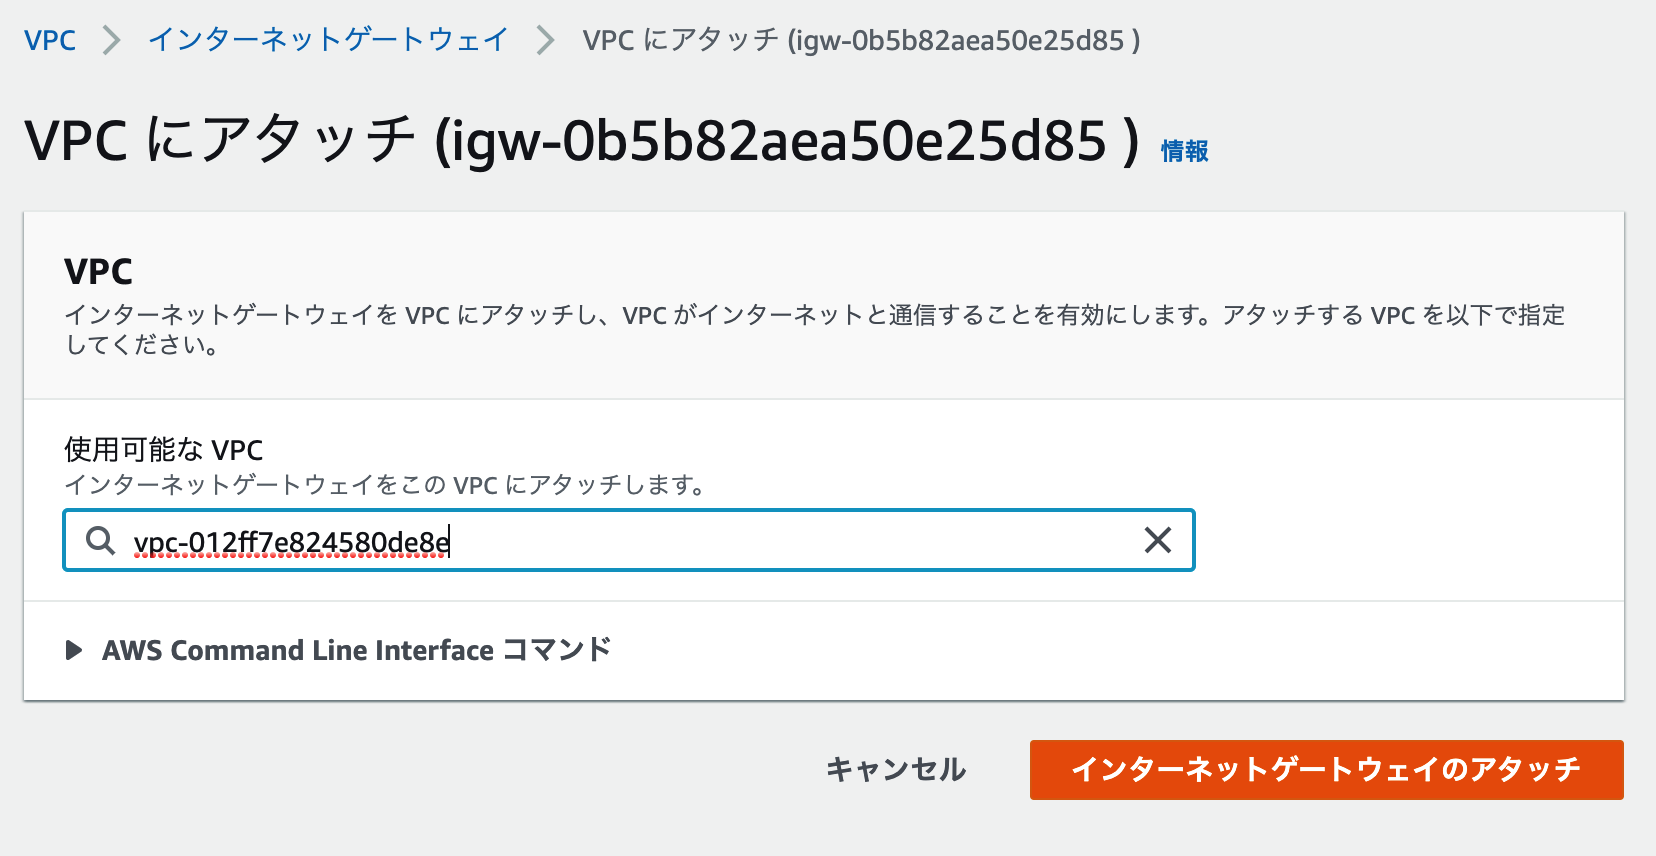 VPC > インターネットゲートウェイ > VPC にアタッチ (igw-0b5b82aea50e25d85 )
VPC にアタッチ (igw-0b5b82aea50e25d85 ) 情報
VPC
インターネットゲートウェイを VPC にアタッチし、VPC がインターネットと通信することを有効にします。アタッチする VPC を以下で指定
してください。
使用可能な VPC
インターネットゲートウェイをこの VPC にアタッチします。
vpc-012ff7e824580de8e
AWS Command Line Interface コマンド
キャンセル インターネットゲートウェイのアタッチ